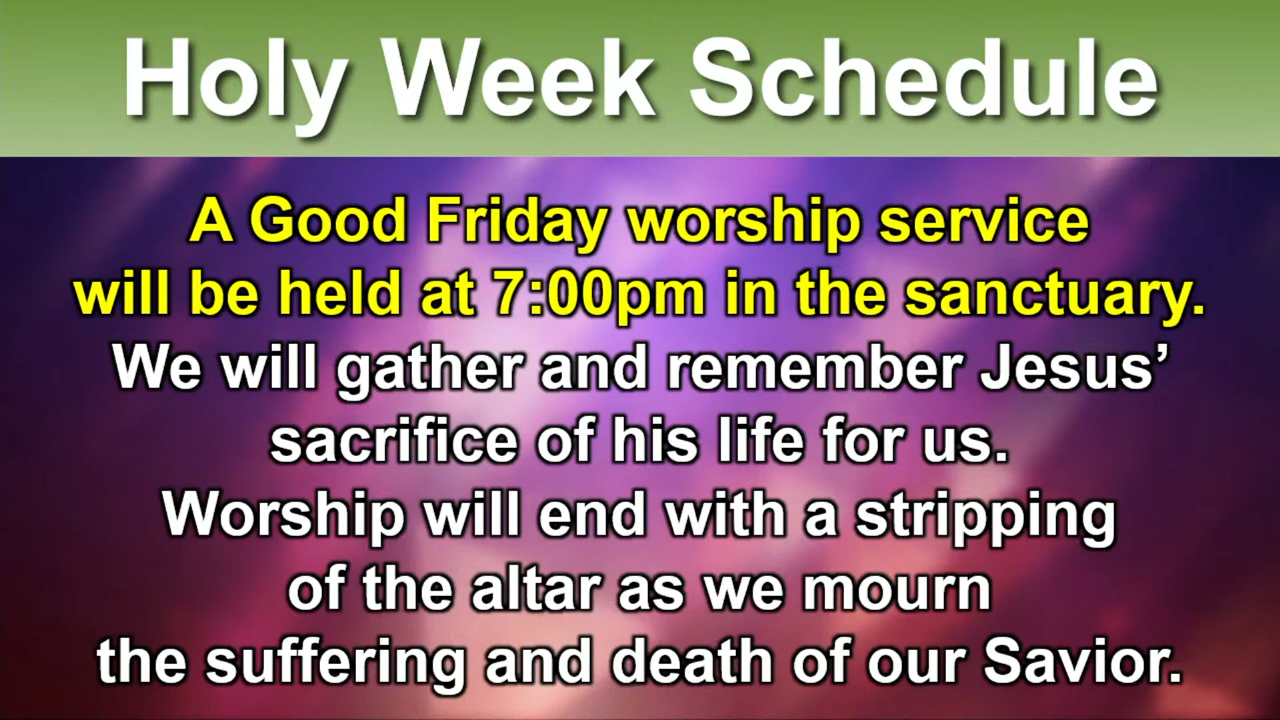 Holy Week Schedule
A Good Friday worship service
will be held at 7:00pm in the sanctuary.
We will gather and remember Jesus’
sacrifice of his life for us.
Worship will end with a stripping
of the altar as we mourn
the suffering and death of our Savior.